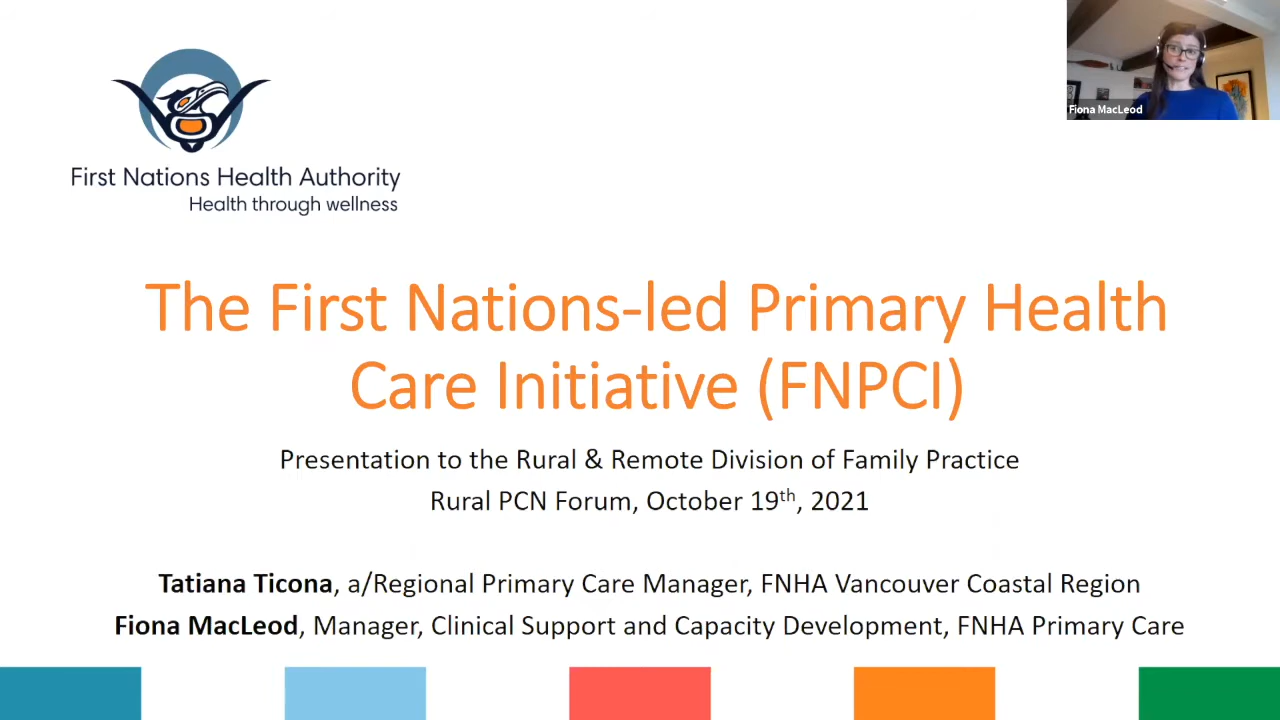 Fiona MacLeod
First Nations Health Authority
Health through wellness
The First Nations-led Primary Health
Care Initiative (FNPCI)
Presentation to the Rural & Remote Division of Family Practice
Rural PCN Forum, October 19th, 2021
Tatiana Ticona, a/Regional Primary Care Manager, FNHA Vancouver Coastal Region
Fiona MacLeod, Manager, Clinical Support and Capacity Development, FNHA Primary Care